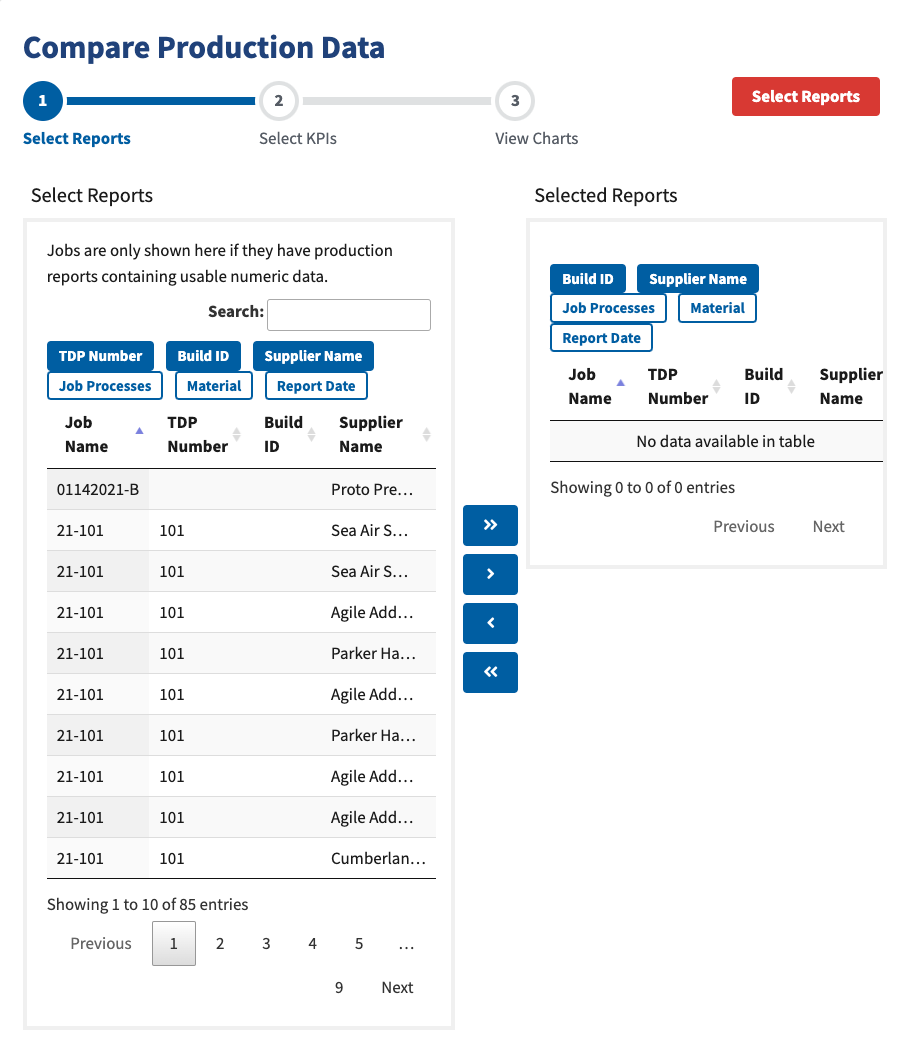 Compare Production Data
1 2 3
Select Reports
Select Reports Select KPIs View Charts
Select Reports
Jobs are only shown here if they have production
reports containing usable numeric data.
Search:
TDP Number Build ID Supplier Name
Job Processes Material Report Date
Job Name TDP Number Build ID Supplier Name
01142021-B Proto Pre...
21-101 101 Sea Air S...
21-101 101 Sea Air S...
21-101 101 Agile Add...
21-101 101 Parker Ha...
21-101 101 Agile Add...
21-101 101 Parker Ha...
21-101 101 Agile Add...
21-101 101 Agile Add...
21-101 101 Cumberlan...
Showing 1 to 10 of 85 entries
Previous 1 2 3 4 5 ...
9 Next
»
›
‹
«
Selected Reports
Build ID Supplier Name
Job Processes Material
Report Date
Job Name TDP Number Build ID Supplier Name
No data available in table
Showing 0 to 0 of 0 entries
Previous Next